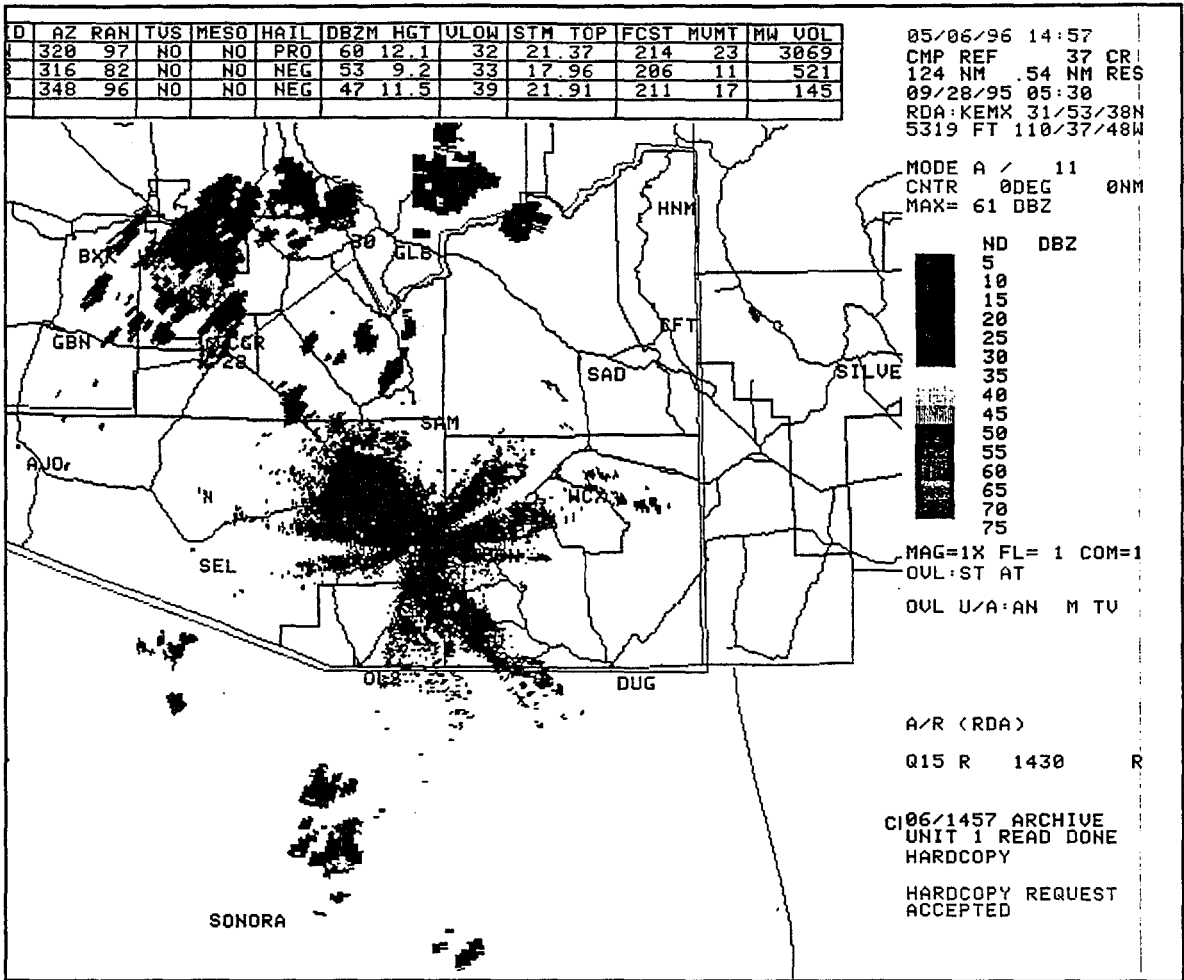 D AZ RAN TVS MESO HAIL DBZM HGT VLOW STM TOP FCST MVMT MW VOL
320 97 NO NO PRO 60 12.1 32 21.37 214 23 3069
316 82 NO NO NEG 53 9.2 33 17.96 206 11 521
348 96 NO NO NEG 47 11.5 39 21.91 211 17 145
05/06/96 14:57
CMP REF 37 CR
124 NM .54 NM RES
09/28/95 05:30
RDA:KEMX 31/53/38N
5319 FT 110/37/48W
MODE A / 11
CNTR 0DEG 0NM
MAX= 61 DBZ
ND DBZ
5
10
15
20
25
30
35
40
45
50
55
60
65
70
75
MAG=1X FL= 1 COM=1
OVL:ST AT
OVL U/A:AN M TV
A/R (RDA)
Q15 R 1430 R
06/1457 ARCHIVE
UNIT 1 READ DONE
HARDCOPY
HARDCOPY REQUEST
ACCEPTED
HNM
BXK
30
GLB
GBN
CGR
28
SAD
SILVE
AJO
WCX
SEL
DUG
SONORA